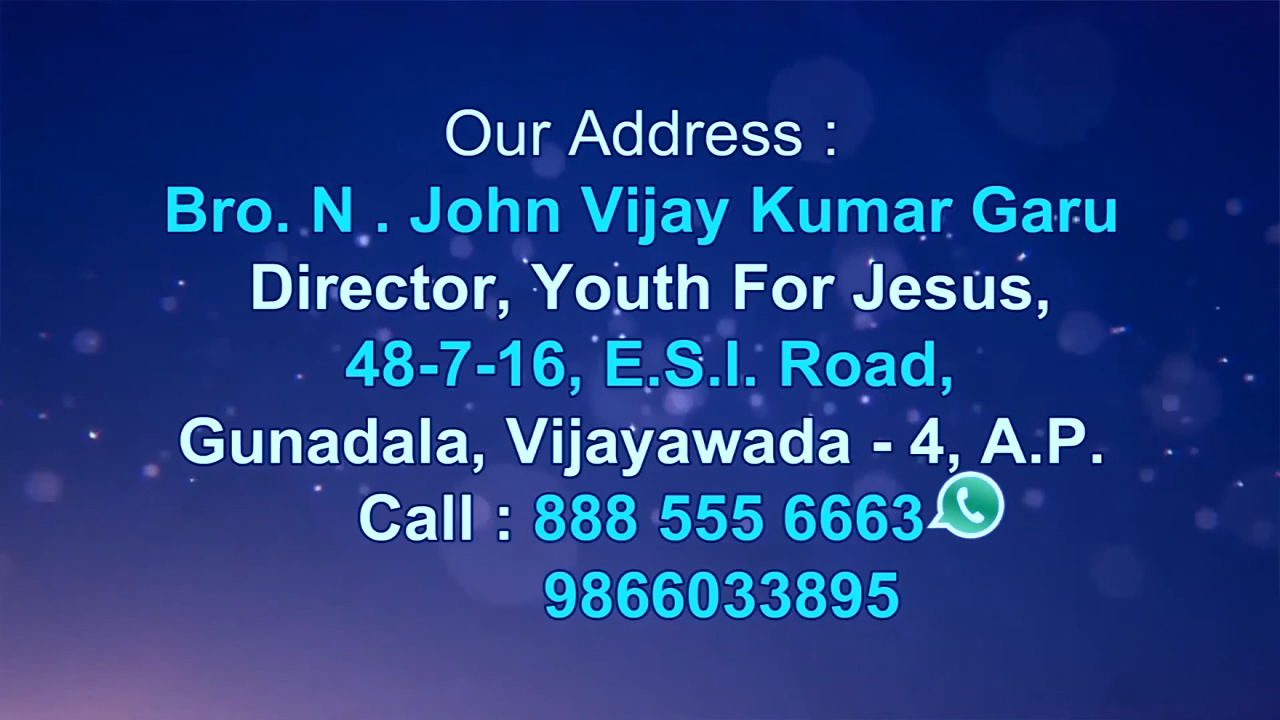 Our Address :
Bro. N . John Vijay Kumar Garu
Director, Youth For Jesus,
48-7-16, E.S.I. Road,
Gunadala, Vijayawada - 4, A.P.
Call : 888 555 6663
9866033895